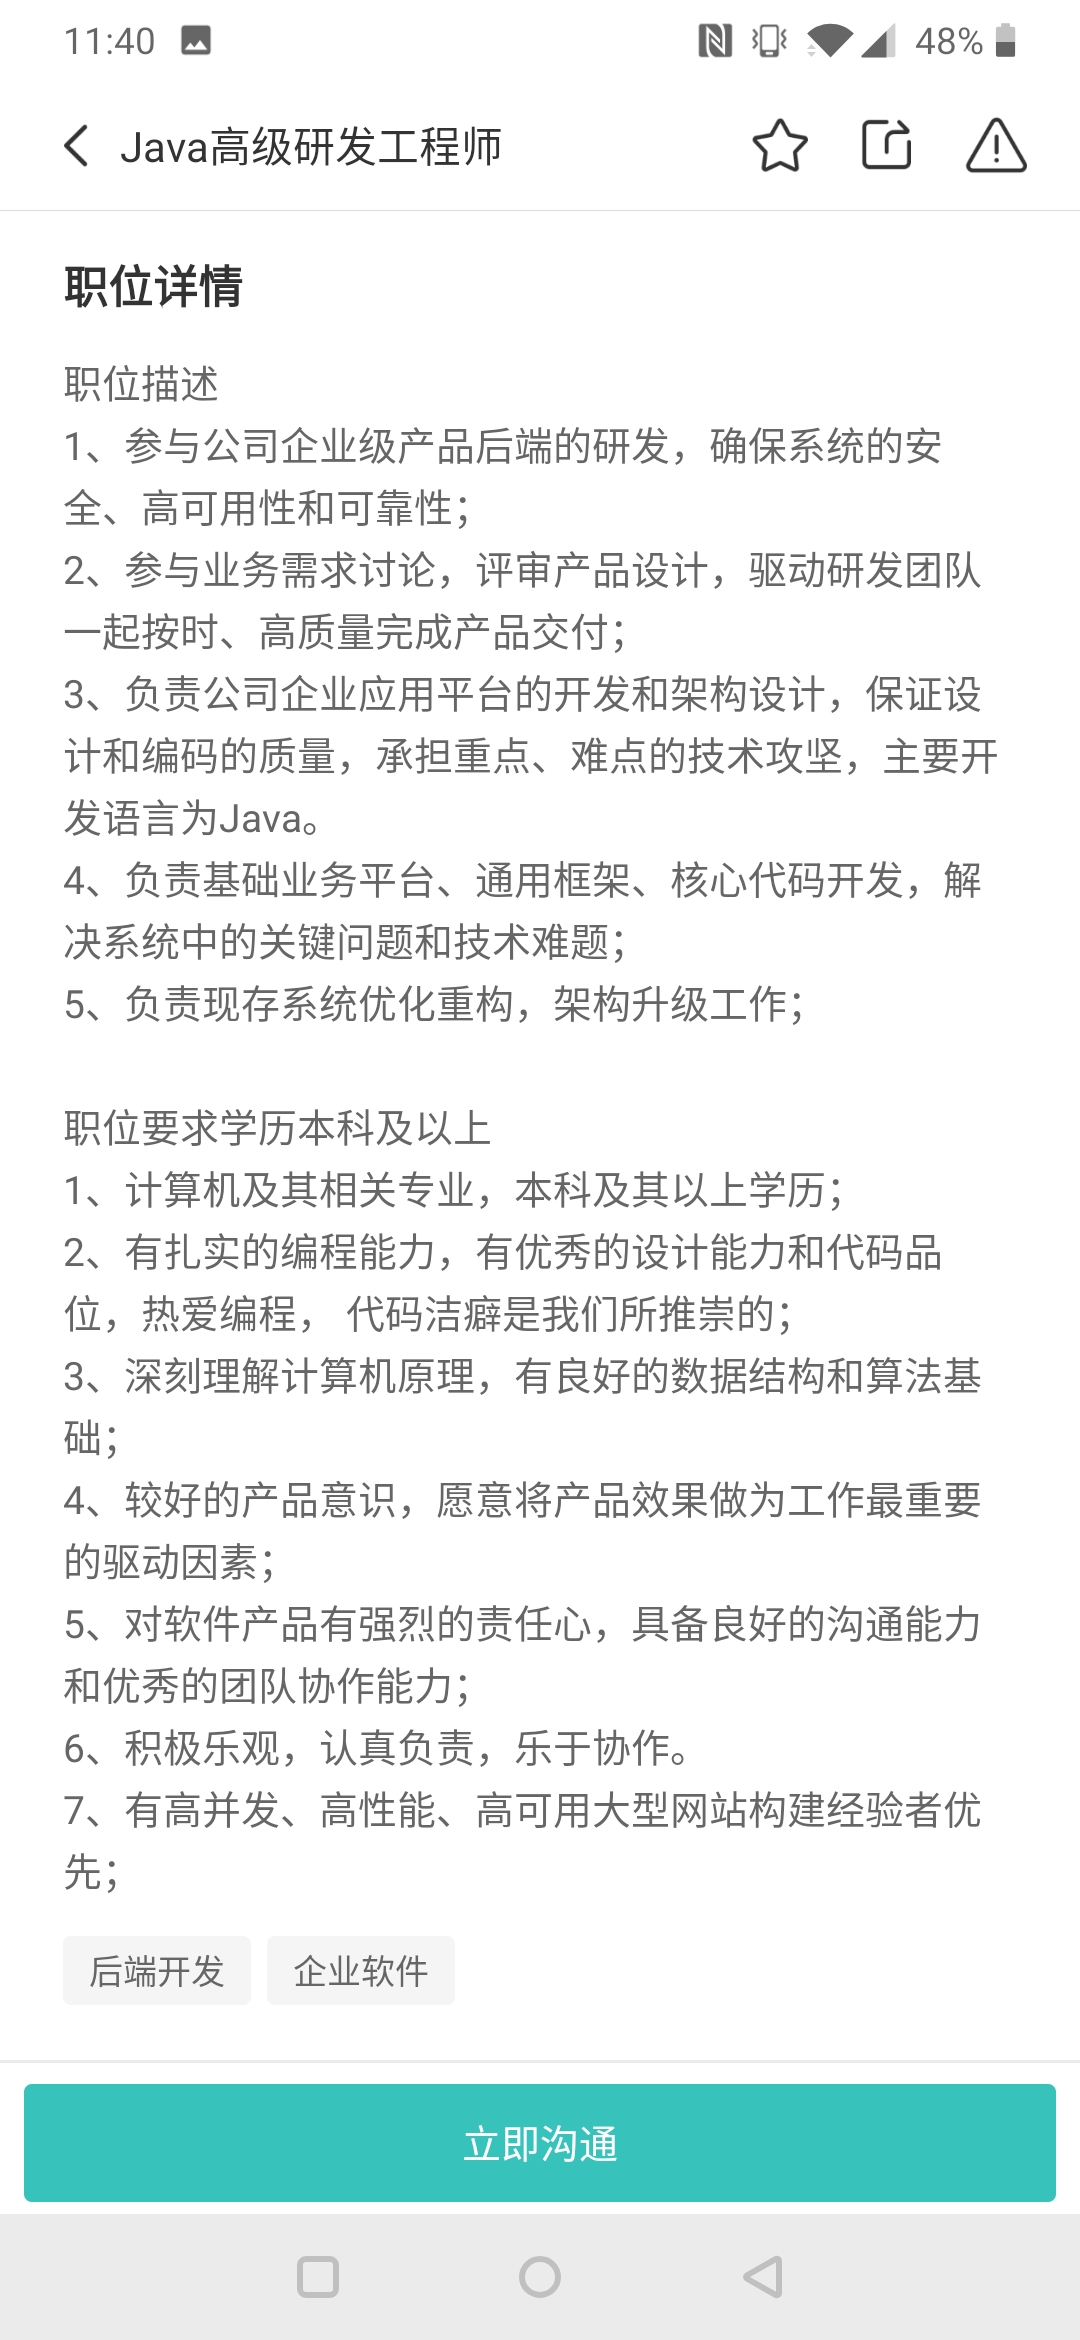 11:40
48%
Java高级研发工程师
职位详情
职位描述
1、参与公司企业级产品后端的研发，确保系统的安
全、高可用性和可靠性；
2、参与业务需求讨论，评审产品设计，驱动研发团队
一起按时、高质量完成产品交付；
3、负责公司企业应用平台的开发和架构设计，保证设
计和编码的质量，承担重点、难点的技术攻坚，主要开
发语言为Java。
4、负责基础业务平台、通用框架、核心代码开发，解
决系统中的关键问题和技术难题；
5、负责现存系统优化重构，架构升级工作；
职位要求学历本科及以上
1、计算机及其相关专业，本科及其以上学历；
2、有扎实的编程能力，有优秀的设计能力和代码品
位，热爱编程， 代码洁癖是我们所推崇的；
3、深刻理解计算机原理，有良好的数据结构和算法基
础；
4、较好的产品意识，愿意将产品效果做为工作最重要
的驱动因素；
5、对软件产品有强烈的责任心，具备良好的沟通能力
和优秀的团队协作能力；
6、积极乐观，认真负责，乐于协作。
7、有高并发、高性能、高可用大型网站构建经验者优
先；
后端开发 企业软件
立即沟通